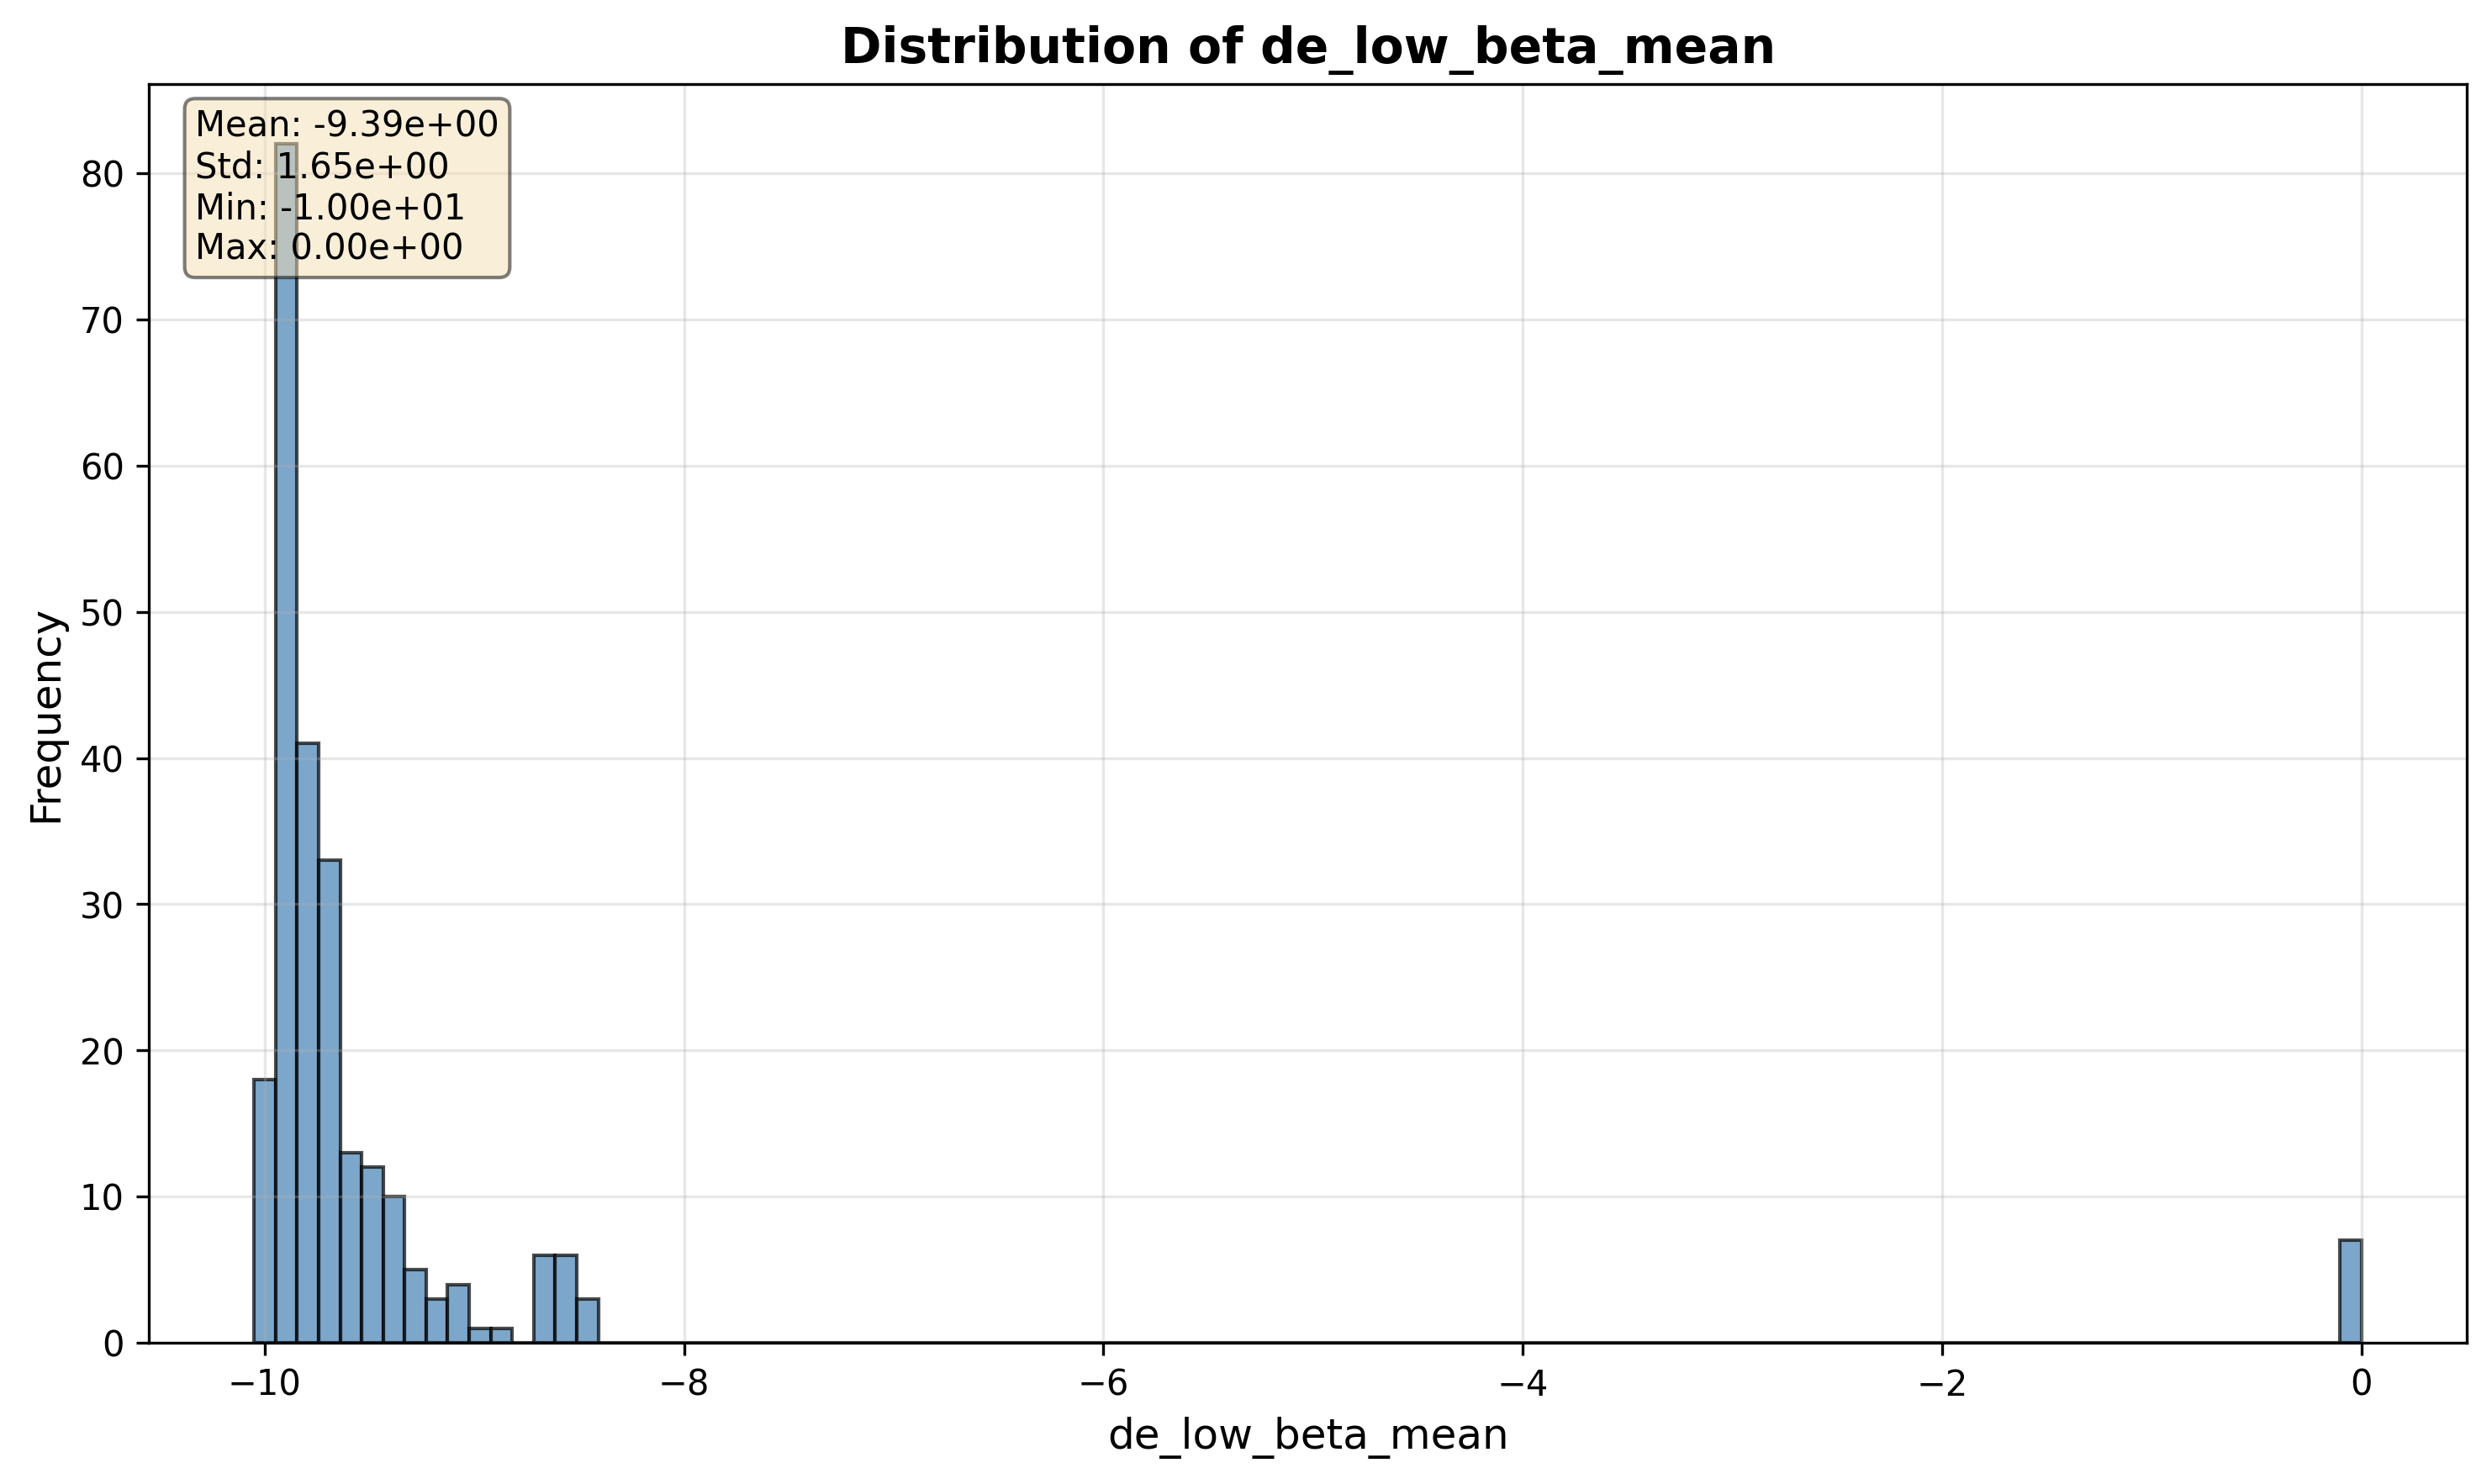 Distribution of de_low_beta_mean
Mean: -9.39e+00
Std: 1.65e+00
Min: -1.00e+01
Max: 0.00e+00
80
70
60
50
40
30
20
10
0
Frequency
−10 −8 −6 −4 −2 0
de_low_beta_mean